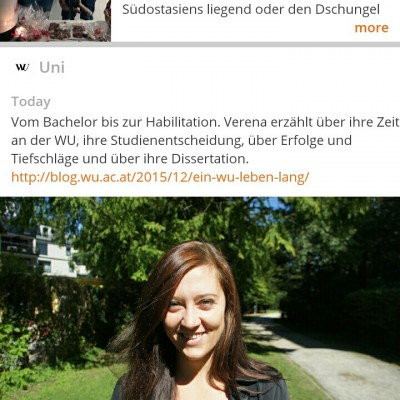 Südostasiens liegend oder den Dschungel
more
WU Uni
Today
Vom Bachelor bis zur Habilitation. Verena erzählt über ihre Zeit
an der WU, ihre Studienentscheidung, über Erfolge und
Tiefschläge und über ihre Dissertation.
http://blog.wu.ac.at/2015/12/ein-wu-leben-lang/